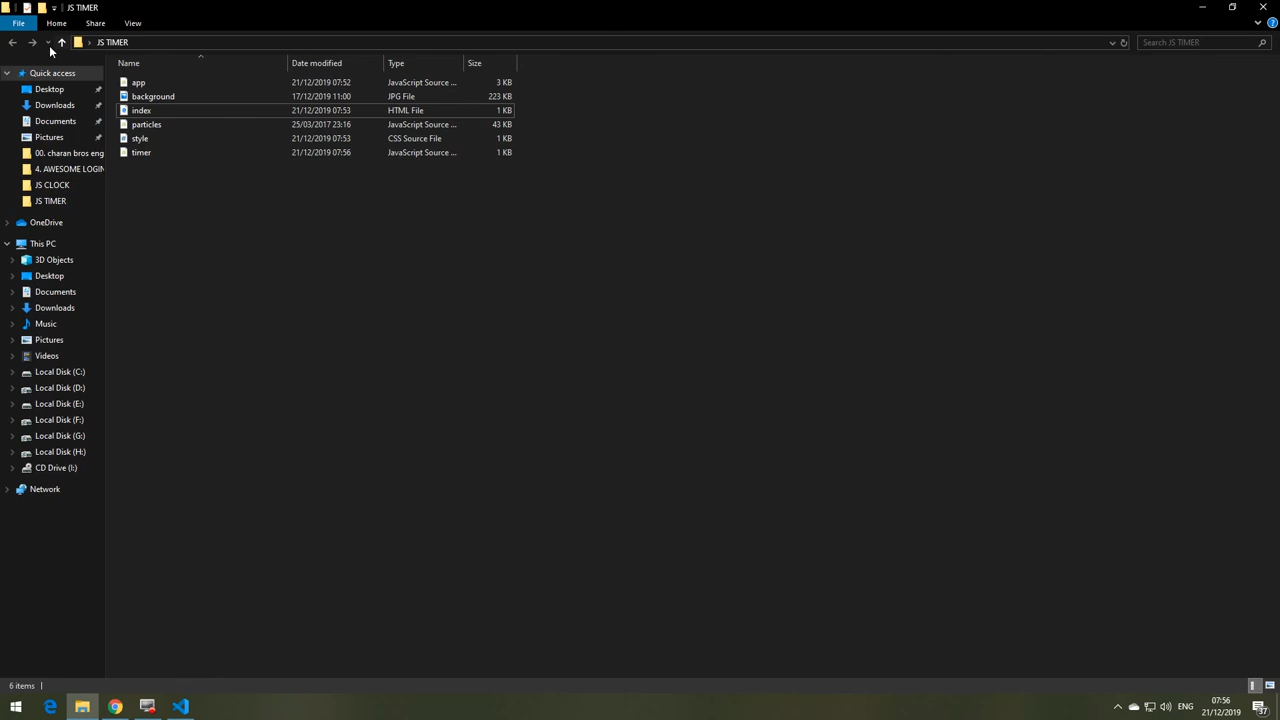 JS TIMER
File Home Share View
JS TIMER
Search JS TIMER
Name Date modified Type Size
Quick access
Desktop
Downloads
Documents
Pictures
00. charan bros eng
4. AWESOME LOGIN
JS CLOCK
JS TIMER
OneDrive
This PC
3D Objects
Desktop
Documents
Downloads
Music
Pictures
Videos
Local Disk (C:)
Local Disk (D:)
Local Disk (E:)
Local Disk (F:)
Local Disk (G:)
Local Disk (H:)
CD Drive (I:)
Network
app 21/12/2019 07:52 JavaScript Source ... 3 KB
background 17/12/2019 11:00 JPG File 223 KB
index 21/12/2019 07:53 HTML File 1 KB
particles 25/03/2017 23:16 JavaScript Source ... 43 KB
style 21/12/2019 07:53 CSS Source File 1 KB
timer 21/12/2019 07:56 JavaScript Source ... 1 KB
6 items
ENG
07:56
21/12/2019